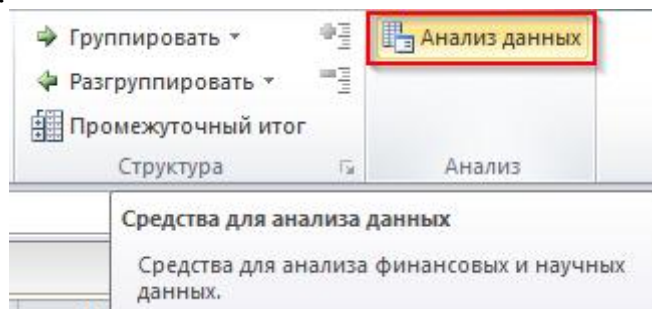 Группировать
Анализ данных
Разгруппировать
Промежуточный итог
Структура
Анализ
Средства для анализа данных
Средства для анализа финансовых и научных
данных.